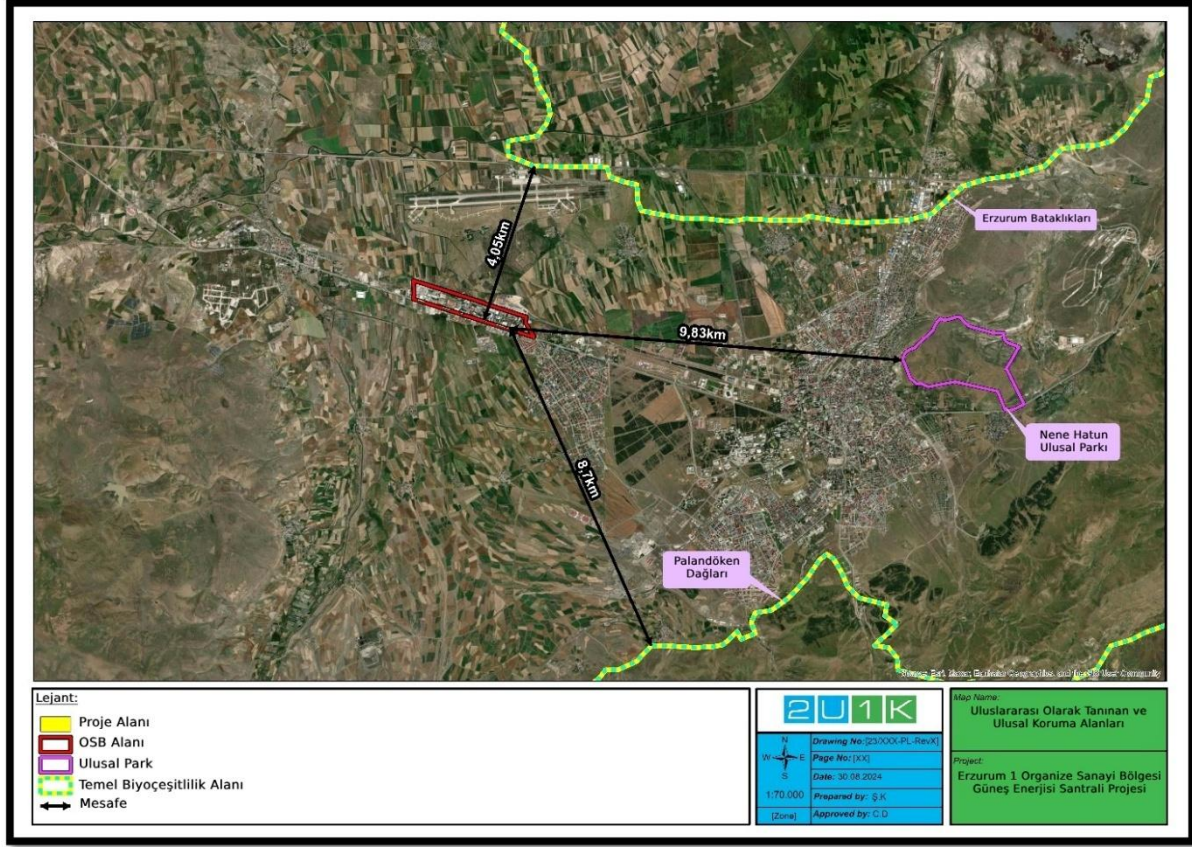 Erzurum Bataklıkları
4,05km
9,83km
8,7km
Nene Hatun
Ulusal Parkı
Palandöken
Dağları
Lejant:
Proje Alanı
OSB Alanı
Ulusal Park
Temel Biyoçeşitlilik Alanı
Mesafe
2U1K
N
W E
S
1:70.000
[Zone]
Drawing No:[23/XXX-PL-RevX]
Page No:[XX]
Date: 30.08.2024
Prepared by: Ş.K
Approved by: C.D
Map Name:
Uluslararası Olarak Tanınan ve
Ulusal Koruma Alanları
Project:
Erzurum 1 Organize Sanayi Bölgesi
Güneş Enerjisi Santrali Projesi